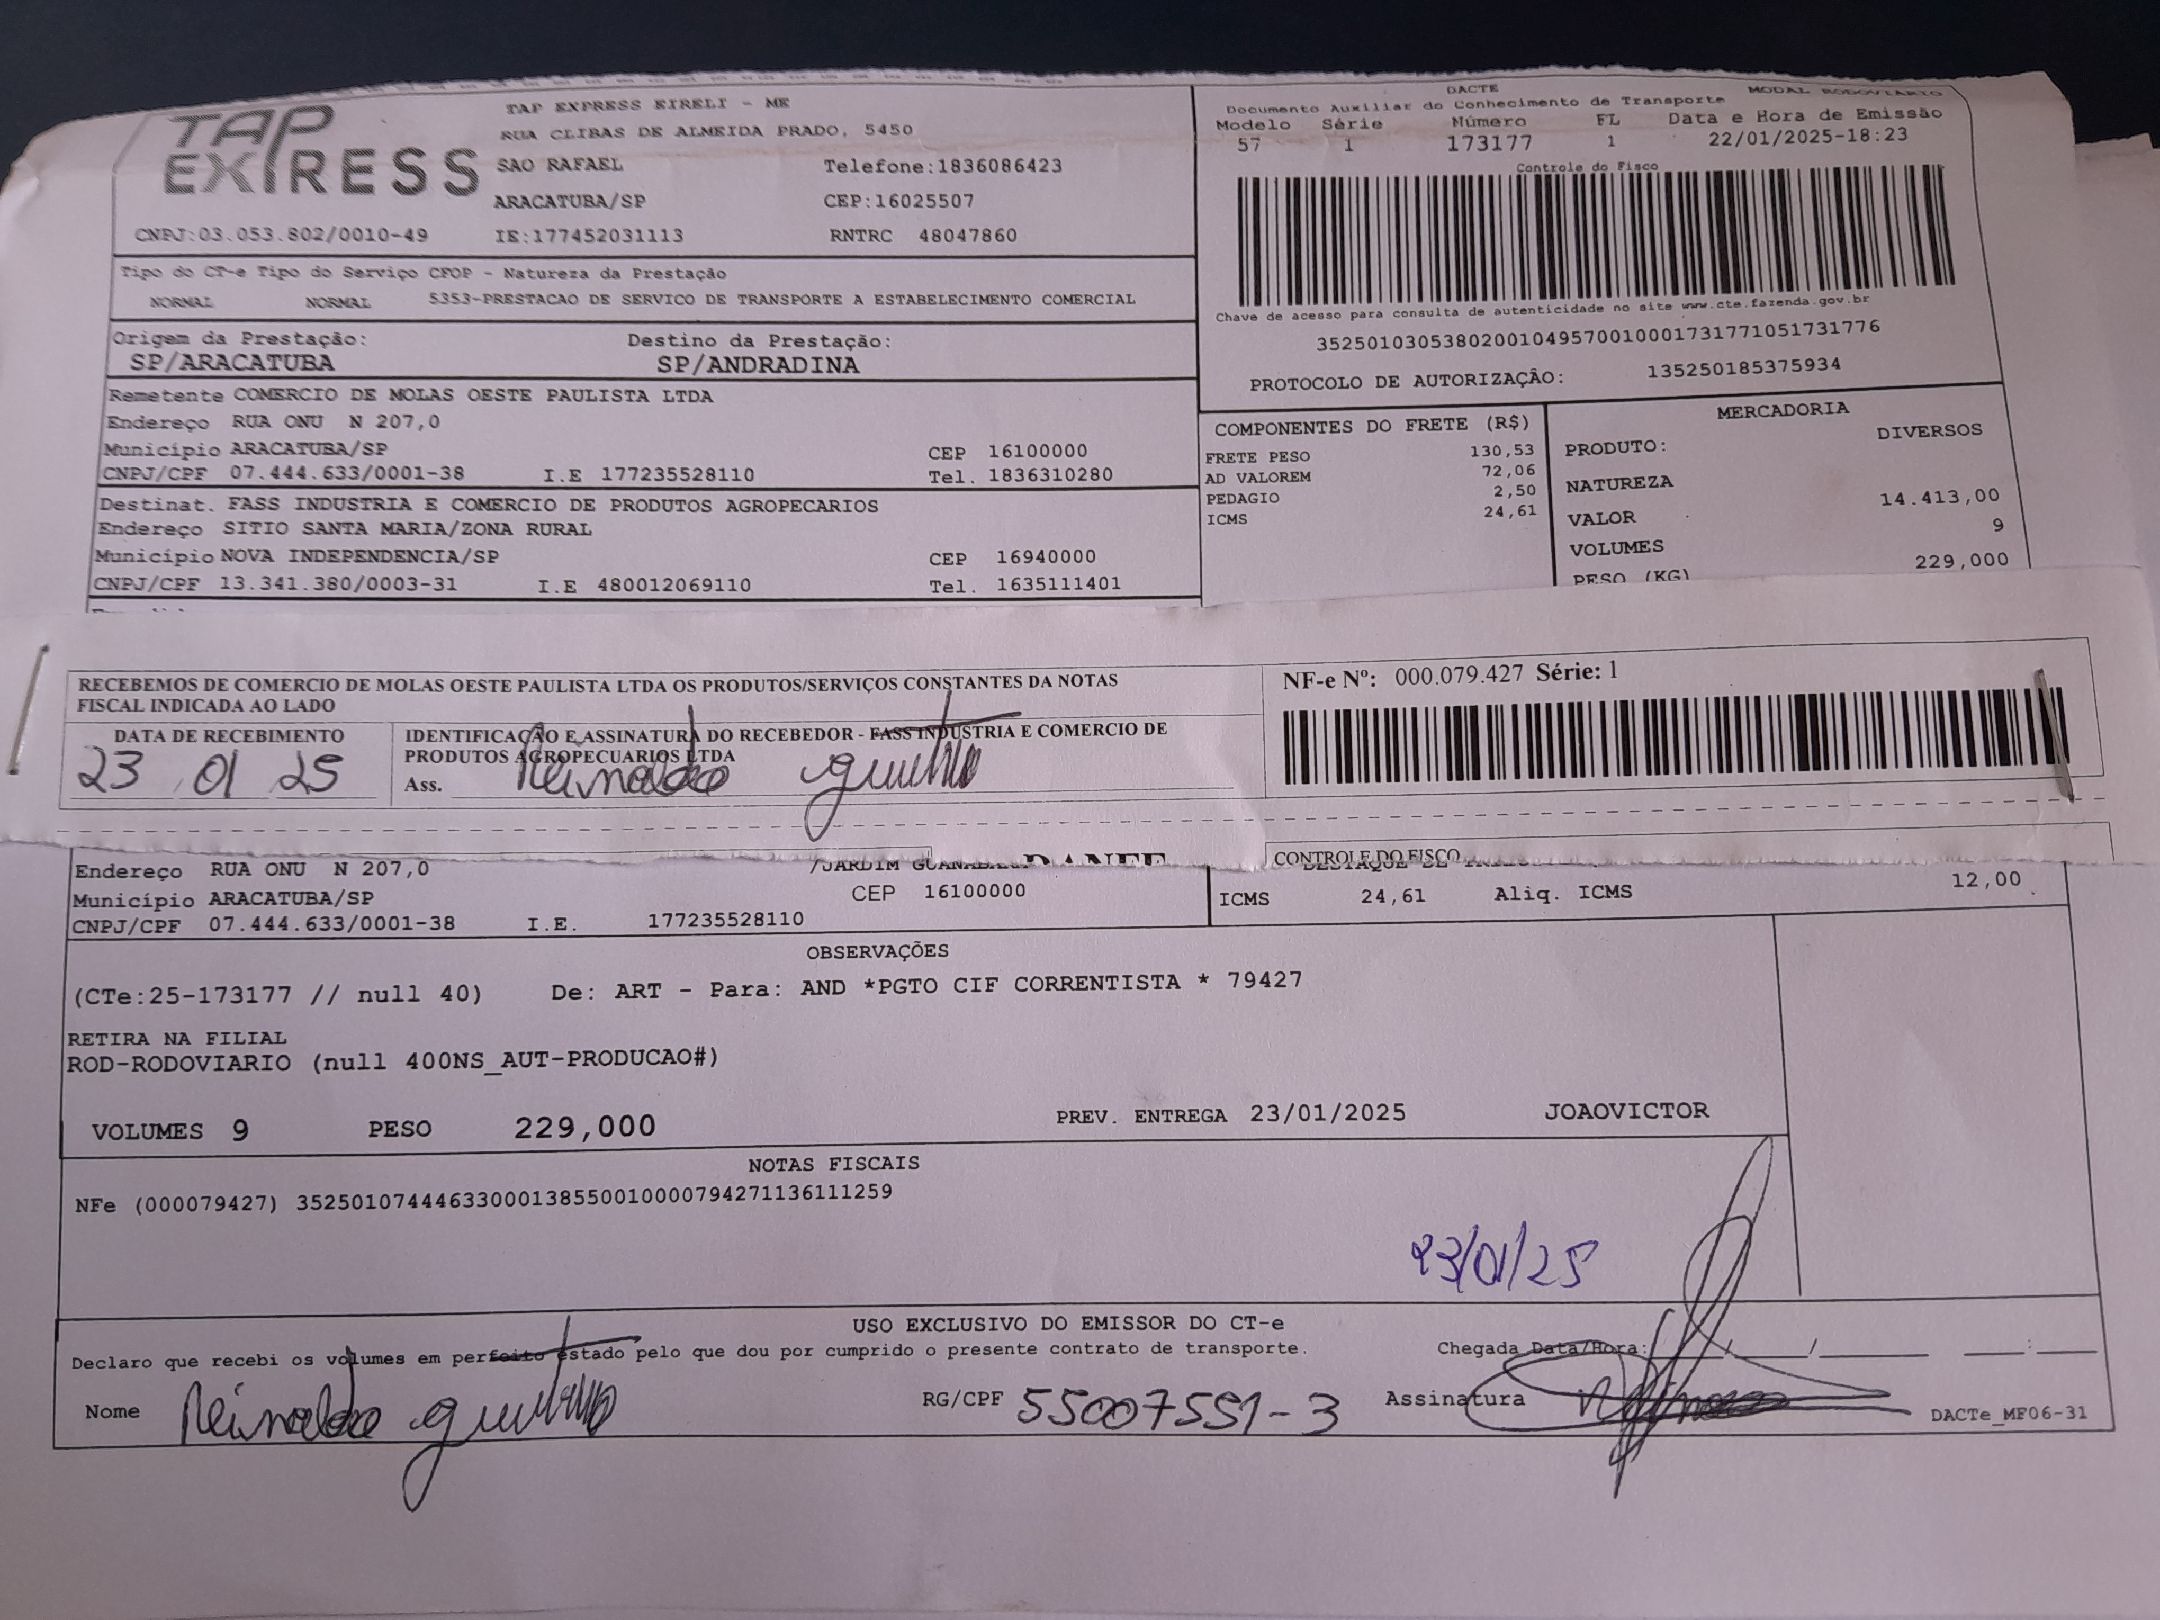 TAP EXPRESS
TAP EXPRESS EIRELI - ME
RUA CLIBAS DE ALMEIDA PRADO, 5450
SAO RAFAEL Telefone:1836086423
ARACATUBA/SP CEP:16025507
CNPJ:03.053.802/0010-49 IE:177452031113 RNTRC 48047860
DACTE MODAL RODOVIARIO
Documento Auxiliar do Conhecimento de Transporte
Modelo Série Número FL Data e Hora de Emissão
57 1 173177 1 22/01/2025-18:23
Controle do Fisco
Chave de acesso para consulta de autenticidade no site www.cte.fazenda.gov.br
35250103053802001049570010001731771051731776
PROTOCOLO DE AUTORIZAÇÃO: 135250185375934
Tipo do CT-e Tipo do Serviço CFOP - Natureza da Prestação
NORMAL NORMAL 5353-PRESTACAO DE SERVICO DE TRANSPORTE A ESTABELECIMENTO COMERCIAL
Origem da Prestação: Destino da Prestação:
SP/ARACATUBA SP/ANDRADINA
Remetente COMERCIO DE MOLAS OESTE PAULISTA LTDA
Endereço RUA ONU N 207,0
Município ARACATUBA/SP CEP 16100000
CNPJ/CPF 07.444.633/0001-38 I.E 177235528110 Tel. 1836310280
Destinat. FASS INDUSTRIA E COMERCIO DE PRODUTOS AGROPECARIOS
Endereço SITIO SANTA MARIA/ZONA RURAL
Município NOVA INDEPENDENCIA/SP CEP 16940000
CNPJ/CPF 13.341.380/0003-31 I.E 480012069110 Tel. 1635111401
COMPONENTES DO FRETE (R$)
FRETE PESO 130,53
AD VALOREM 72,06
PEDAGIO 2,50
ICMS 24,61
MERCADORIA
PRODUTO: DIVERSOS
NATUREZA
VALOR 14.413,00
VOLUMES 9
PESO (KG) 229,000
RECEBEMOS DE COMERCIO DE MOLAS OESTE PAULISTA LTDA OS PRODUTOS/SERVIÇOS CONSTANTES DA NOTAS
FISCAL INDICADA AO LADO
DATA DE RECEBIMENTO
23 01 25
IDENTIFICAÇÃO E ASSINATURA DO RECEBEDOR - FASS INDUSTRIA E COMERCIO DE
PRODUTOS AGROPECUARIOS LTDA
Ass. Reinaldo
NF-e Nº: 000.079.427 Série: 1
DANFE
CONTROLE DO FISCO
/JARDIM
Endereço RUA ONU N 207,0
Município ARACATUBA/SP CEP 16100000
CNPJ/CPF 07.444.633/0001-38 I.E. 177235528110
ICMS 24,61 Aliq. ICMS 12,00
OBSERVAÇÕES
(CTe:25-173177 // null 40) De: ART - Para: AND *PGTO CIF CORRENTISTA * 79427
RETIRA NA FILIAL
ROD-RODOVIARIO (null 400NS_AUT-PRODUCAO#)
VOLUMES 9 PESO 229,000 PREV. ENTREGA 23/01/2025 JOAOVICTOR
NOTAS FISCAIS
NFe (000079427) 35250107444633000138550010000794271136111259
23/01/25
USO EXCLUSIVO DO EMISSOR DO CT-e
Declaro que recebi os volumes em perfeito estado pelo que dou por cumprido o presente contrato de transporte. Chegada Data/Hora: / / :
Nome Reinaldo RG/CPF 55007551-3 Assinatura
DACTe_MF06-31